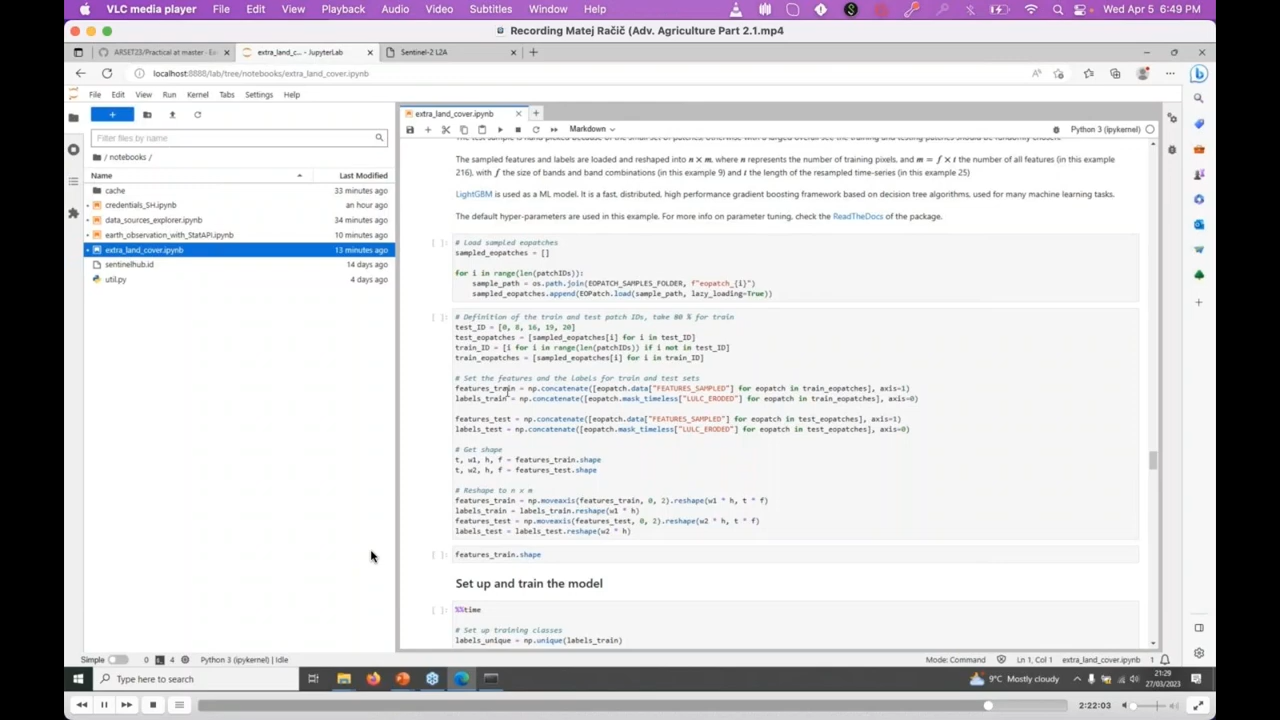 VLC media player File Edit View Playback Audio Video Subtitles Window Help Wed Apr 5 6:49 PM
Recording Matej Račič (Adv. Agriculture Part 2.1.mp4
ARSET23/Practical at master · E extra_land_c... - JupyterLab Sentinel-2 L2A
localhost:8888/lab/tree/notebooks/extra_land_cover.ipynb
File Edit View Run Kernel Tabs Settings Help
Filter files by name
/ notebooks /
Name Last Modified
cache 33 minutes ago
credentials_SH.ipynb an hour ago
data_sources_explorer.ipynb 34 minutes ago
earth_observation_with_StatAPI.ipynb 10 minutes ago
extra_land_cover.ipynb 13 minutes ago
sentinelhub.id 14 days ago
util.py 4 days ago
extra_land_cover.ipynb
Markdown Python 3 (ipykernel)
The sampled features and labels are loaded and reshaped into n × m, where n represents the number of training pixels, and m = f × t the number of all features (in this example
216), with f the size of bands and band combinations (in this example 9) and t the length of the resampled time-series (in this example 25)
LightGBM is used as a ML model. It is a fast, distributed, high performance gradient boosting framework based on decision tree algorithms, used for many machine learning tasks.
The default hyper-parameters are used in this example. For more info on parameter tuning, check the ReadTheDocs of the package.
[ ]: # Load sampled eopatches
sampled_eopatches = []
for i in range(len(patchIDs)):
sample_path = os.path.join(EOPATCH_SAMPLES_FOLDER, f"eopatch_{i}")
sampled_eopatches.append(EOPatch.load(sample_path, lazy_loading=True))
[ ]: # Definition of the train and test patch IDs, take 80 % for train
test_ID = [0, 8, 16, 19, 20]
test_eopatches = [sampled_eopatches[i] for i in test_ID]
train_ID = [i for i in range(len(patchIDs)) if i not in test_ID]
train_eopatches = [sampled_eopatches[i] for i in train_ID]
# Set the features and the labels for train and test sets
features_train = np.concatenate([eopatch.data["FEATURES_SAMPLED"] for eopatch in train_eopatches], axis=1)
labels_train = np.concatenate([eopatch.mask_timeless["LULC_ERODED"] for eopatch in train_eopatches], axis=0)
features_test = np.concatenate([eopatch.data["FEATURES_SAMPLED"] for eopatch in test_eopatches], axis=1)
labels_test = np.concatenate([eopatch.mask_timeless["LULC_ERODED"] for eopatch in test_eopatches], axis=0)
# Get shape
t, w1, h, f = features_train.shape
t, w2, h, f = features_test.shape
# Reshape to n x m
features_train = np.moveaxis(features_train, 0, 2).reshape(w1 * h, t * f)
labels_train = labels_train.reshape(w1 * h)
features_test = np.moveaxis(features_test, 0, 2).reshape(w2 * h, t * f)
labels_test = labels_test.reshape(w2 * h)
[ ]: features_train.shape
Set up and train the model
[ ]: %%time
# Set up training classes
labels_unique = np.unique(labels_train)
Simple 0 4 Python 3 (ipykernel) | Idle Mode: Command Ln 1, Col 1 extra_land_cover.ipynb 1
Type here to search 9°C Mostly cloudy 21:29
27/03/2023
2:22:03